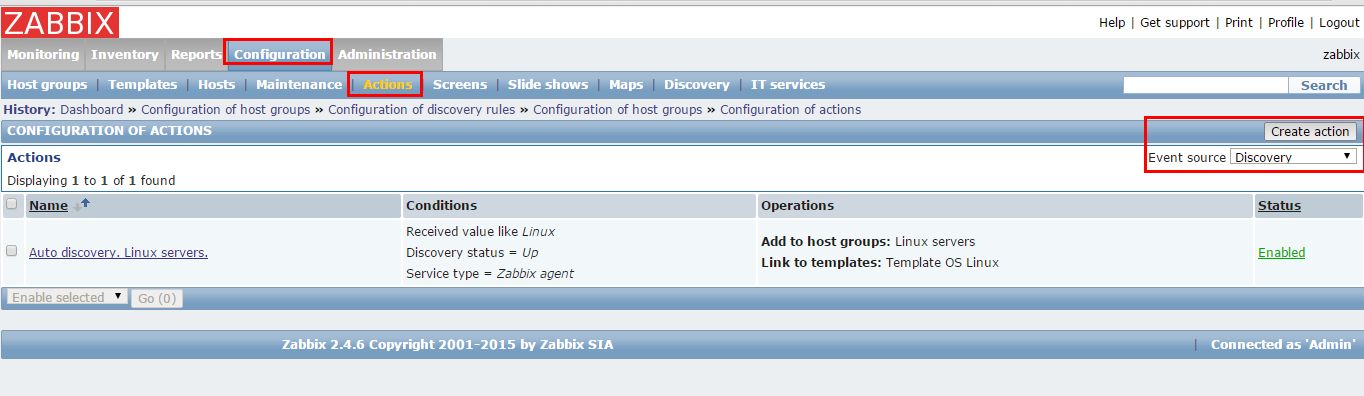 ZABBIX
Help | Get support | Print | Profile | Logout
Monitoring Inventory Reports Configuration Administration
zabbix
Host groups | Templates | Hosts | Maintenance | Actions | Screens | Slide shows | Maps | Discovery | IT services
Search
History: Dashboard » Configuration of host groups » Configuration of discovery rules » Configuration of host groups » Configuration of actions
CONFIGURATION OF ACTIONS
Create action
Actions
Event source Discovery
Displaying 1 to 1 of 1 found
Name Conditions Operations Status
Auto discovery. Linux servers.
Received value like Linux
Discovery status = Up
Service type = Zabbix agent
Add to host groups: Linux servers
Link to templates: Template OS Linux
Enabled
Enable selected Go (0)
Zabbix 2.4.6 Copyright 2001-2015 by Zabbix SIA | Connected as 'Admin'